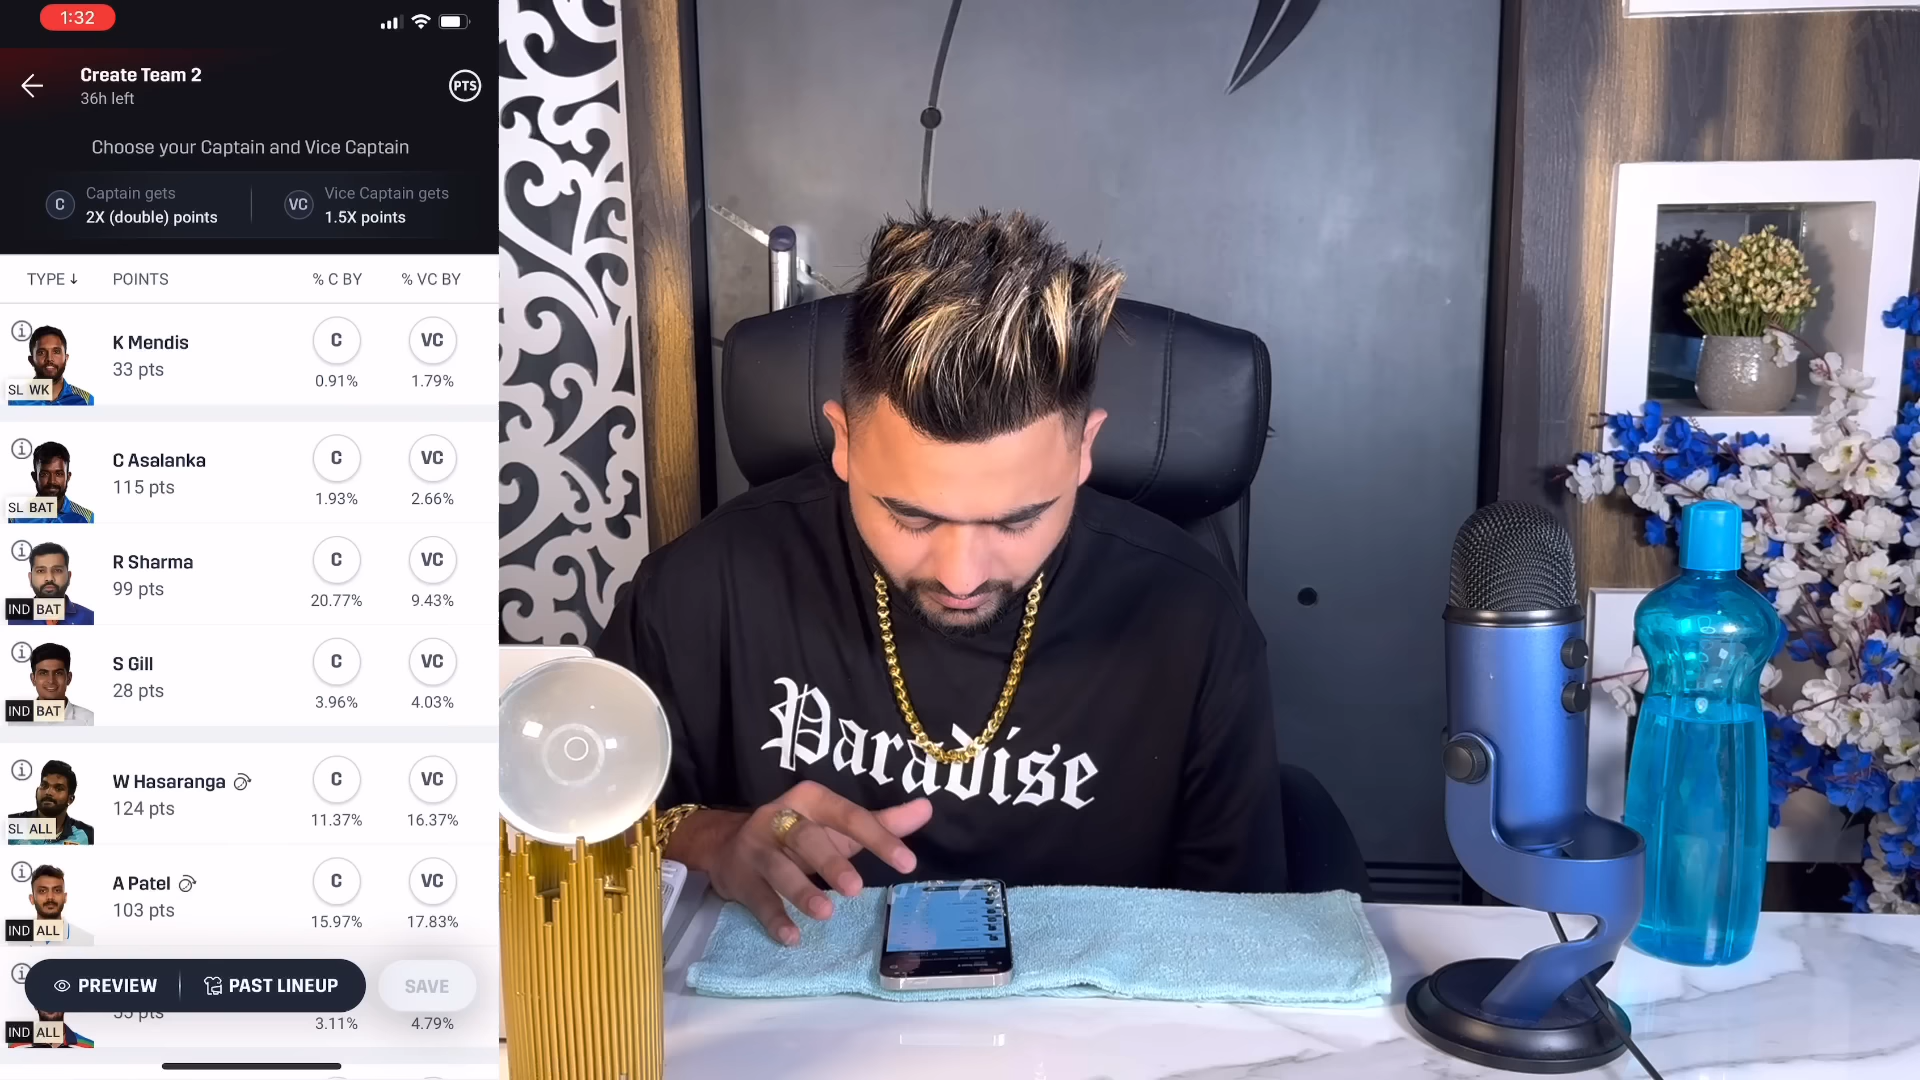 1:32
Create Team 2
36h left
PTS
Choose your Captain and Vice Captain
C
Captain gets
2X (double) points
VC
Vice Captain gets
1.5X points
TYPE↓ POINTS % C BY % VC BY
K Mendis
33 pts
SL WK
C VC
0.91% 1.79%
C Asalanka
115 pts
SL BAT
C VC
1.93% 2.66%
R Sharma
99 pts
IND BAT
C VC
20.77% 9.43%
S Gill
28 pts
IND BAT
C VC
3.96% 4.03%
W Hasaranga
124 pts
SL ALL
C VC
11.37% 16.37%
A Patel
103 pts
IND ALL
C VC
15.97% 17.83%
PREVIEW PAST LINEUP SAVE
IND ALL
3.11% 4.79%
Paradise